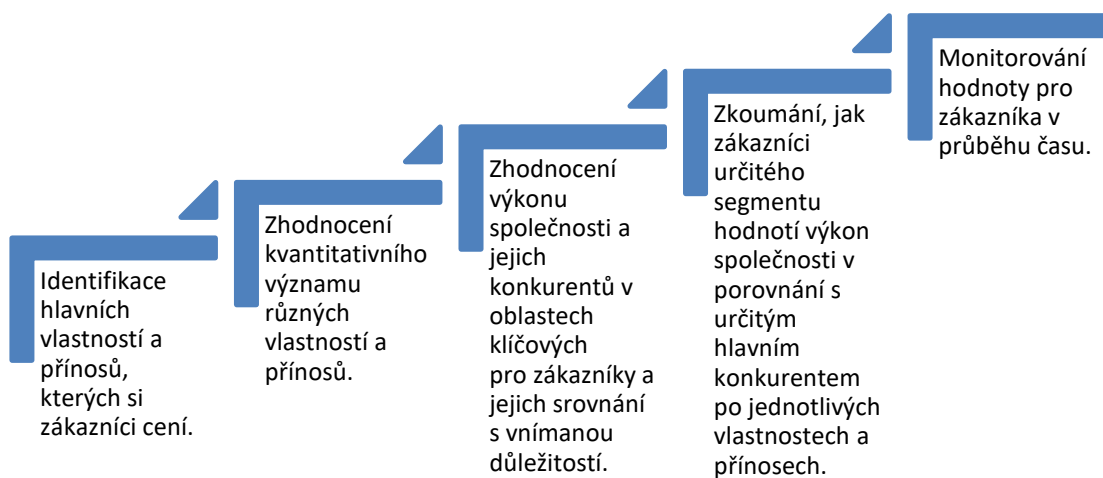 Identifikace
hlavních
vlastností a
přínosů,
kterých si
zákazníci cení.
Zhodnocení
kvantitativního
významu
různých
vlastností a
přínosů.
Zhodnocení
výkonu
společnosti a
jejich
konkurentů v
oblastech
klíčových
pro zákazníky a
jejich srovnání
s vnímanou
důležitostí.
Zkoumání, jak
zákazníci
určitého
segmentu
hodnotí výkon
společnosti v
porovnání s
určitým
hlavním
konkurentem
po jednotlivých
vlastnostech a
přínosech.
Monitorování
hodnoty pro
zákazníka v
průběhu času.